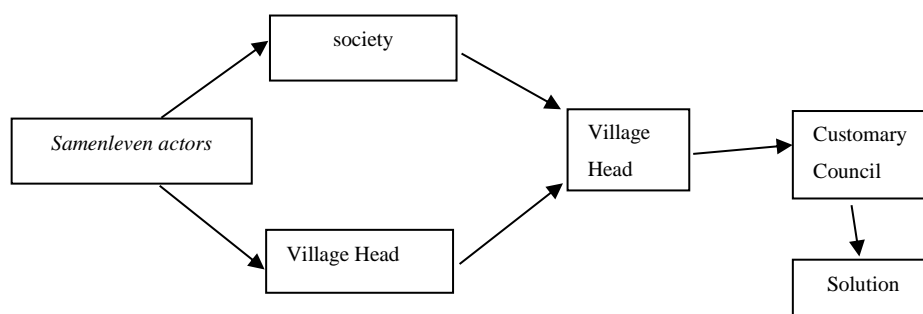 society
Samenleven actors
Village Head
Village
Head
Customary
Council
Solution